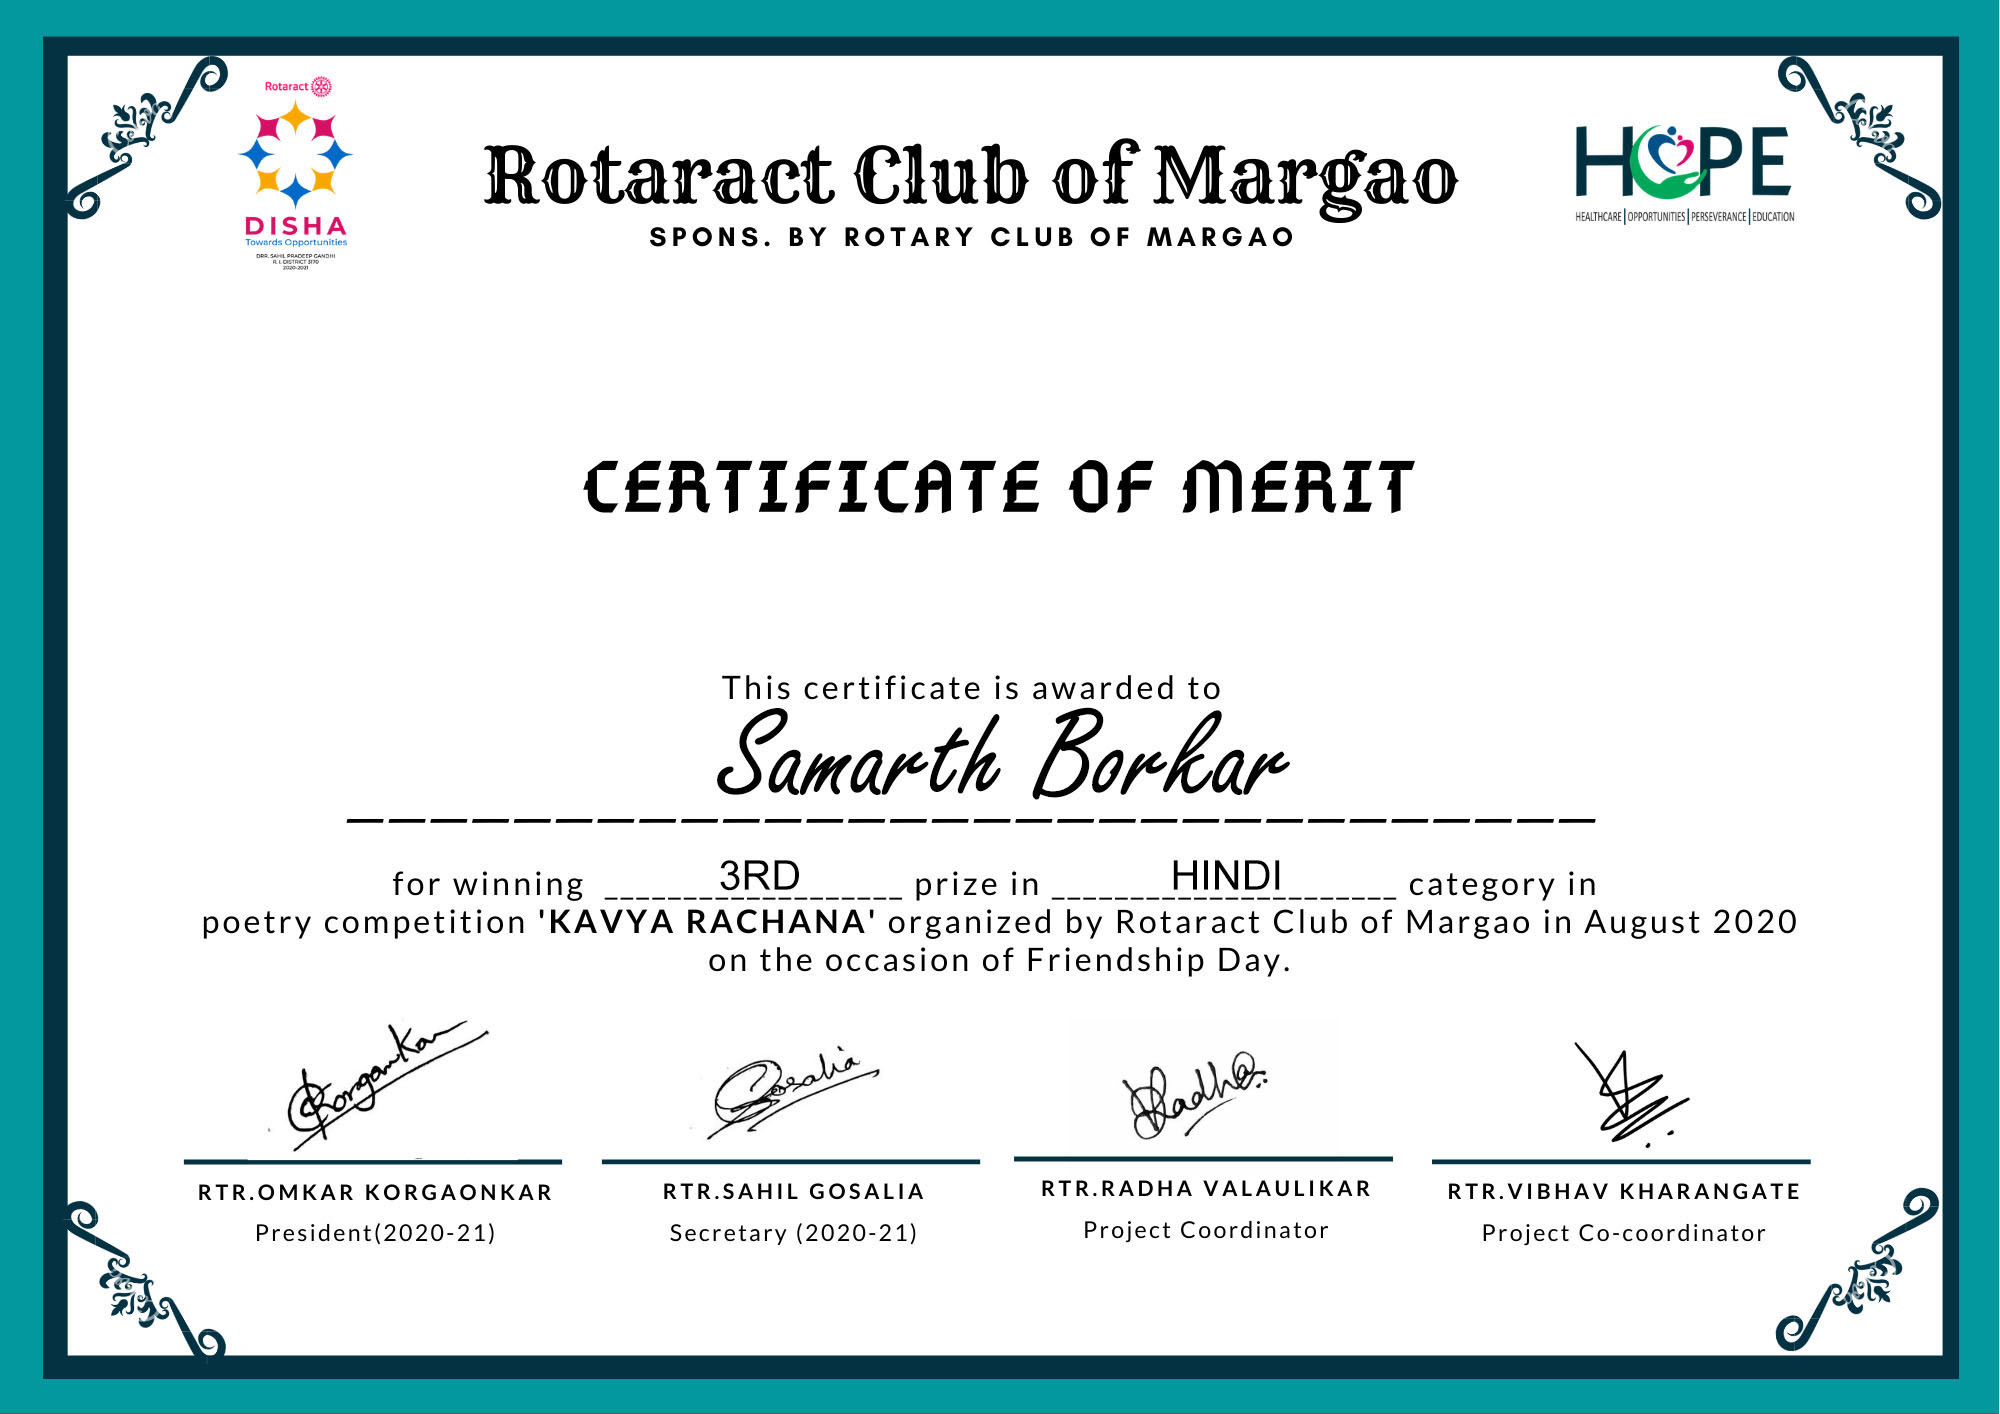 Rotaract
DISHA
Towards Opportunities
DRR. SAHIL PRADEEP GANDHI
R. I. DISTRICT 3170
2020-2021
Rotaract Club of Margao
SPONS. BY ROTARY CLUB OF MARGAO
HOPE
HEALTHCARE | OPPORTUNITIES | PERSEVERANCE | EDUCATION
CERTIFICATE OF MERIT
This certificate is awarded to
Samarth Borkar
for winning 3RD prize in HINDI category in
poetry competition 'KAVYA RACHANA' organized by Rotaract Club of Margao in August 2020
on the occasion of Friendship Day.
Korgaonkar Gosalia Radha
RTR.OMKAR KORGAONKAR RTR.SAHIL GOSALIA RTR.RADHA VALAULIKAR RTR.VIBHAV KHARANGATE
President(2020-21) Secretary (2020-21) Project Coordinator Project Co-coordinator